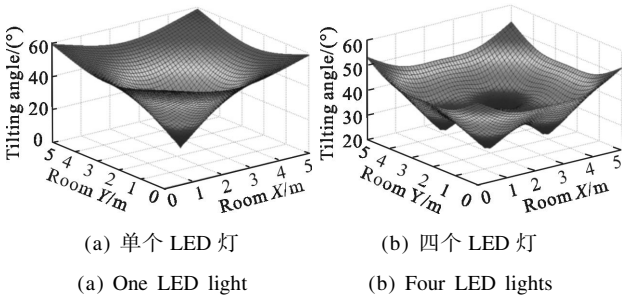 Tilting angle/(°)
60
40
20
0
5 4 3 2 1 0
Room Y/m
0 1 2 3 4 5
Room X/m
Tilting angle/(°)
60
50
40
30
20
5 4 3 2 1 0
Room Y/m
0 1 2 3 4 5
Room X/m
(a) 单个 LED 灯
(b) 四个 LED 灯
(a) One LED light
(b) Four LED lights